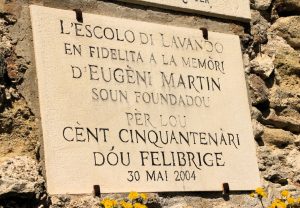 L'ESCOLO DI LAVANDO
EN FIDELITA A LA MEMÒRI
D'EUGÈNI MARTIN
SOUN FOUNDADOU
PÈR LOU
CÈNT CINQUANTENÀRI
DÓU FELIBRIGE
30 MAI 2004